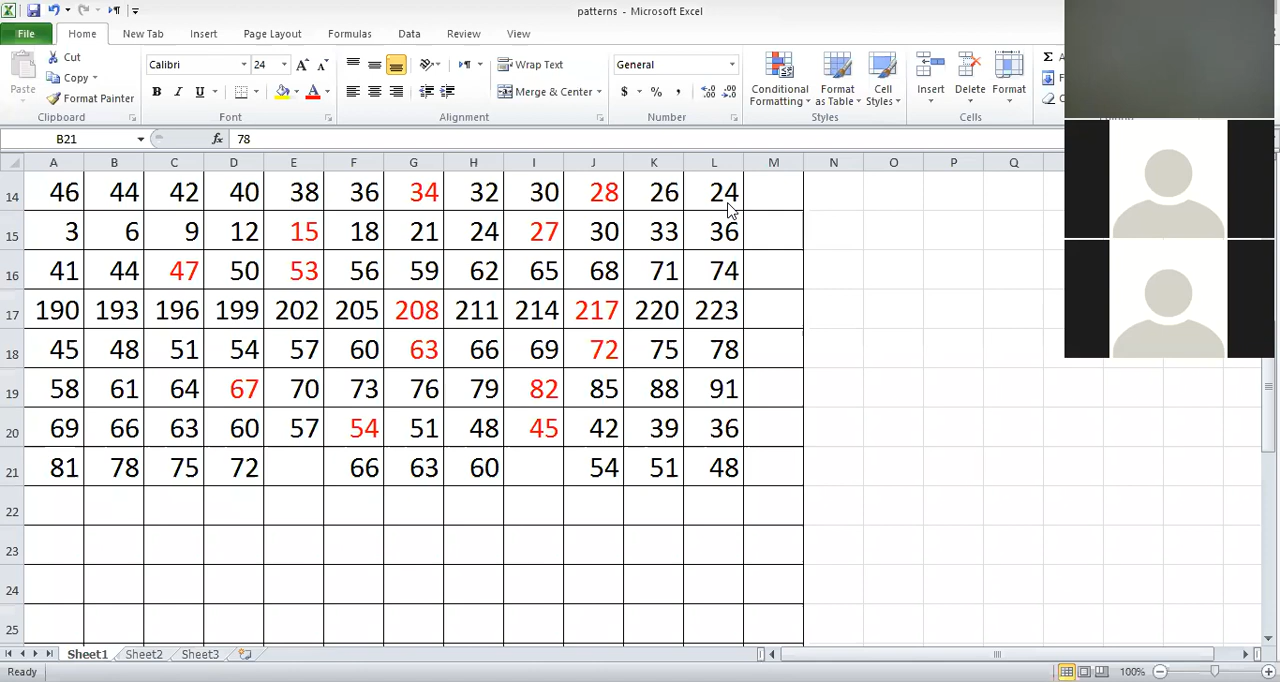 patterns - Microsoft Excel
File Home New Tab Insert Page Layout Formulas Data Review View
Paste Cut Copy Format Painter Clipboard
Calibri 24 A A B I U A Font
Wrap Text Merge & Center Alignment
General $ % , Number
Conditional Formatting Format as Table Cell Styles Styles
Insert Delete Format Cells
B21 fx 78
A B C D E F G H I J K L M N O P Q
14 46 44 42 40 38 36 34 32 30 28 26 24
15 3 6 9 12 15 18 21 24 27 30 33 36
16 41 44 47 50 53 56 59 62 65 68 71 74
17 190 193 196 199 202 205 208 211 214 217 220 223
18 45 48 51 54 57 60 63 66 69 72 75 78
19 58 61 64 67 70 73 76 79 82 85 88 91
20 69 66 63 60 57 54 51 48 45 42 39 36
21 81 78 75 72 66 63 60 54 51 48
22
23
24
25
Sheet1 Sheet2 Sheet3
Ready 100%